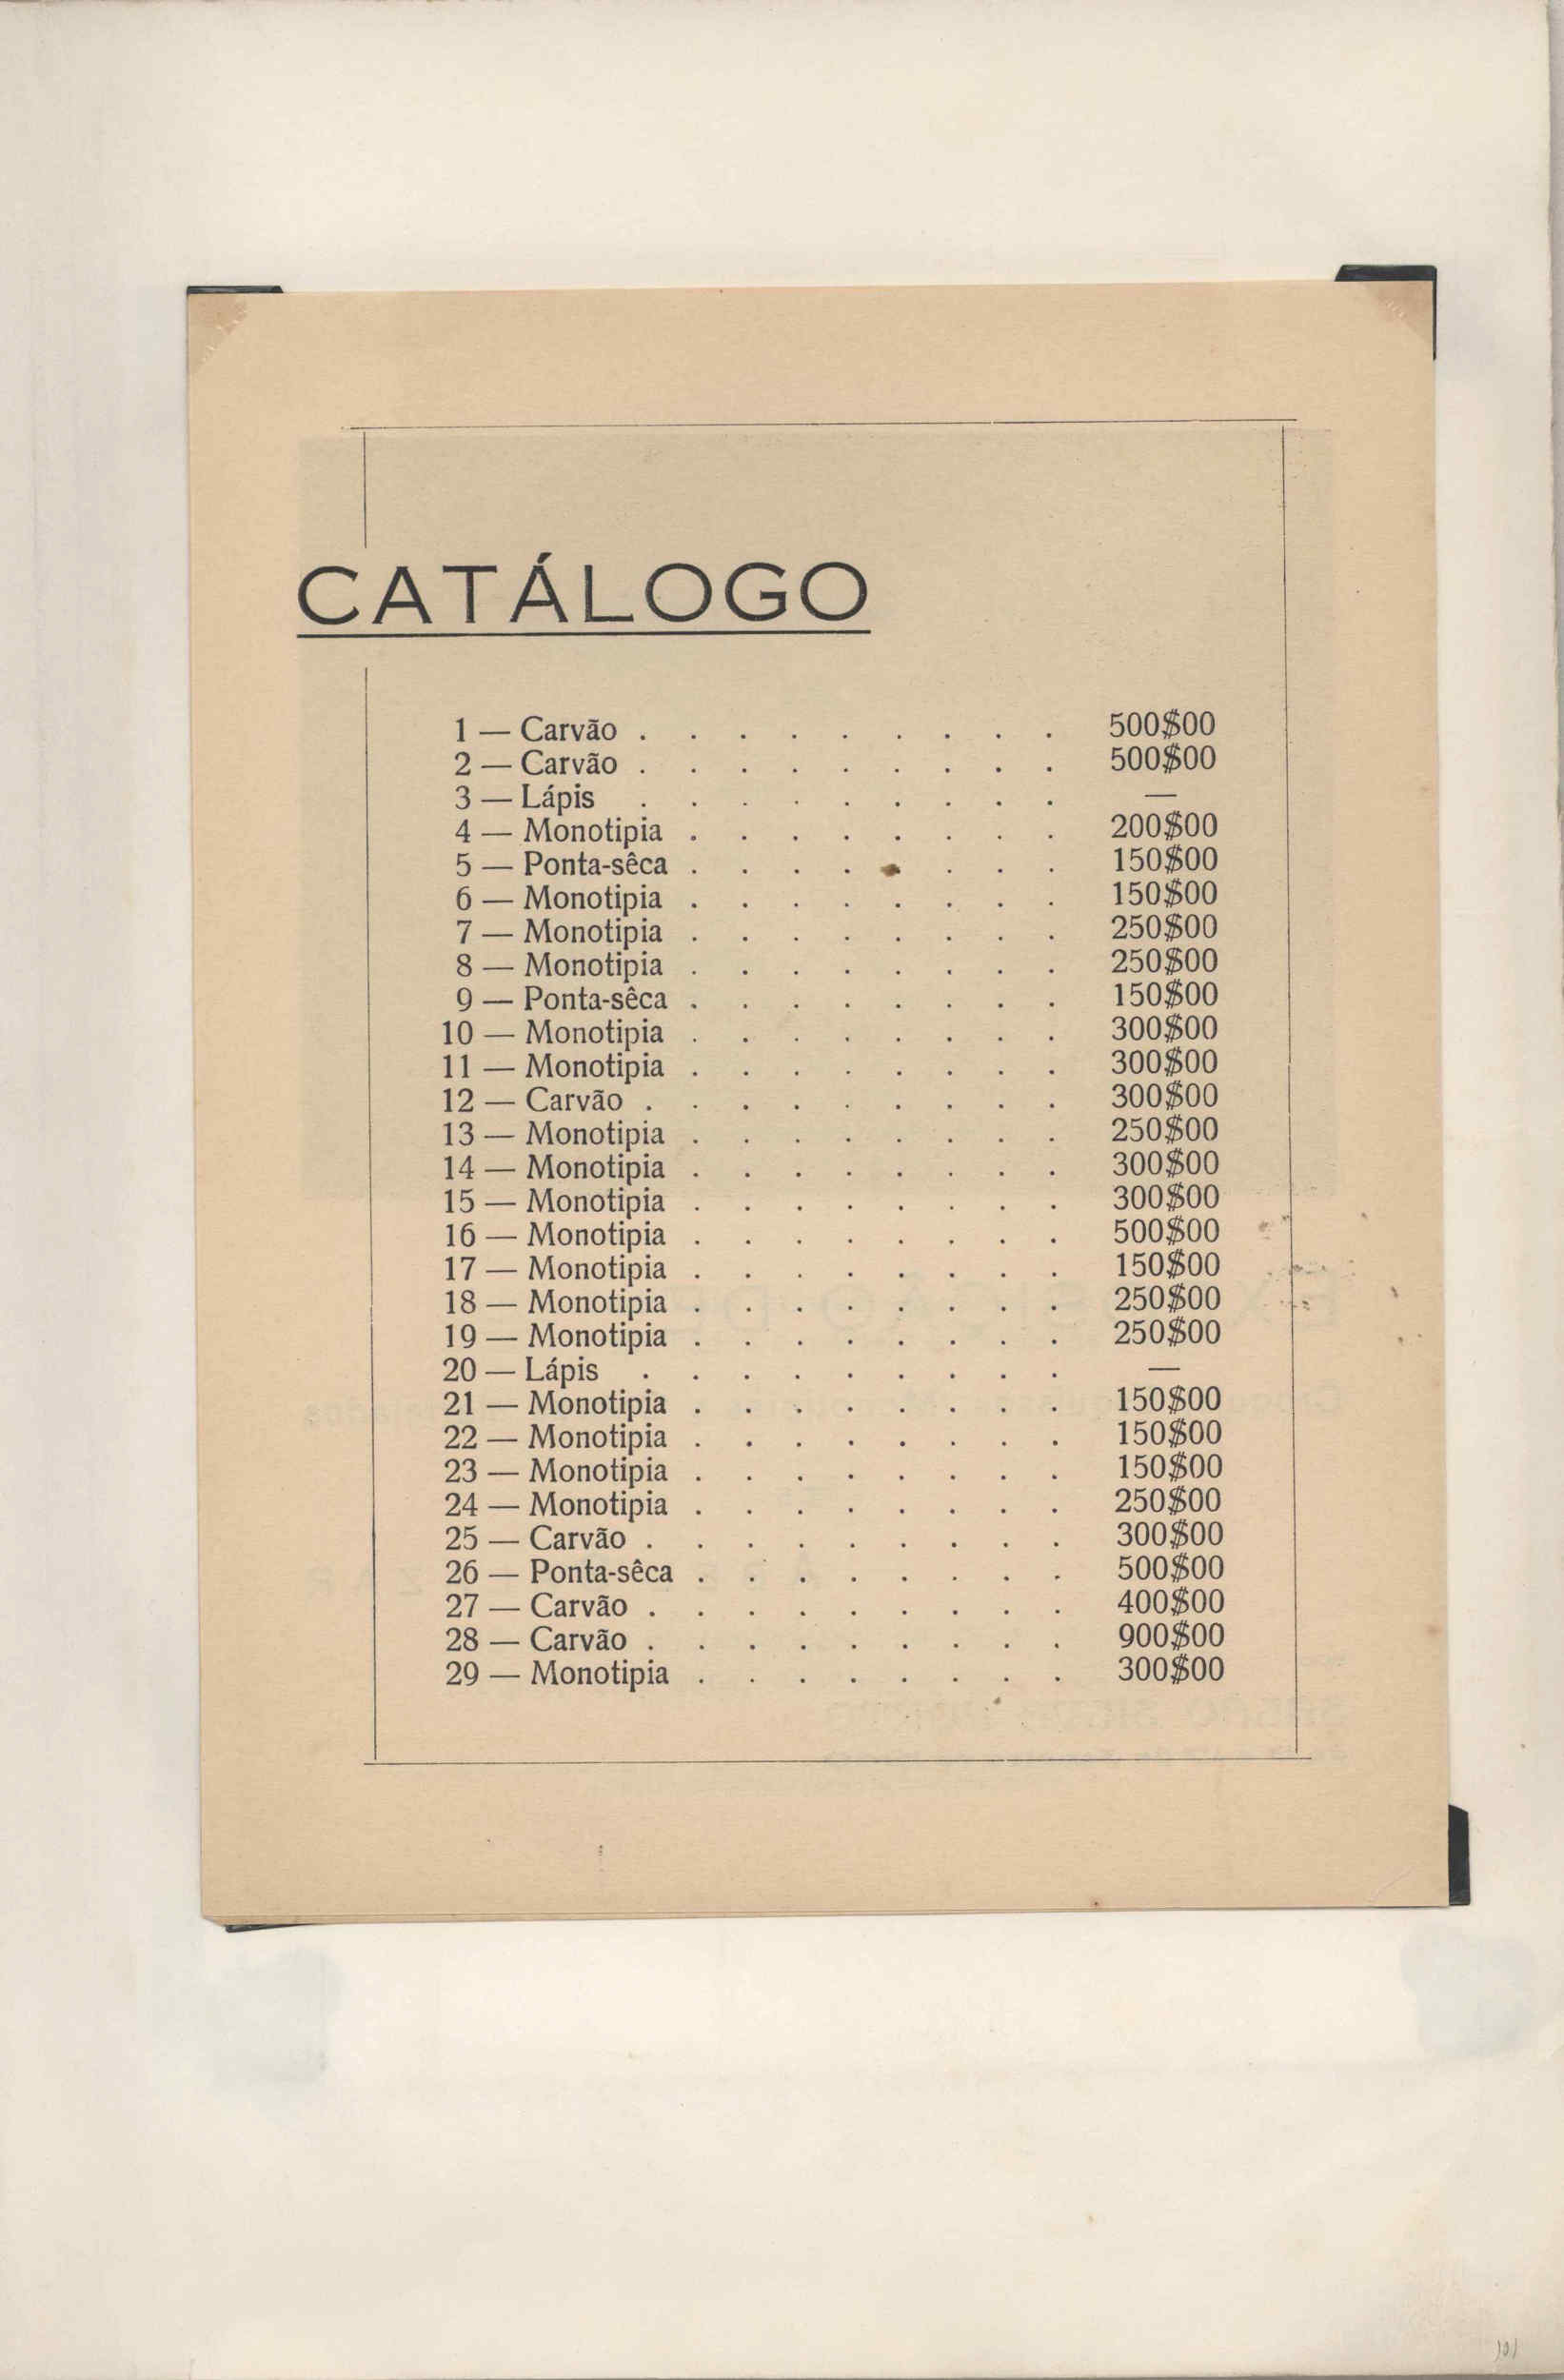 CATÁLOGO
1 — Carvão . . . . . . . . . 500$00
2 — Carvão . . . . . . . . . 500$00
3 — Lápis . . . . . . . . . —
4 — Monotipia . . . . . . . . 200$00
5 — Ponta-sêca . . . . . . . . 150$00
6 — Monotipia . . . . . . . . 150$00
7 — Monotipia . . . . . . . . 250$00
8 — Monotipia . . . . . . . . 250$00
9 — Ponta-sêca . . . . . . . . 150$00
10 — Monotipia . . . . . . . . 300$00
11 — Monotipia . . . . . . . . 300$00
12 — Carvão . . . . . . . . . 300$00
13 — Monotipia . . . . . . . . 250$00
14 — Monotipia . . . . . . . . 300$00
15 — Monotipia . . . . . . . . 300$00
16 — Monotipia . . . . . . . . 500$00
17 — Monotipia . . . . . . . . 150$00
18 — Monotipia . . . . . . . . 250$00
19 — Monotipia . . . . . . . . 250$00
20 — Lápis . . . . . . . . . —
21 — Monotipia . . . . . . . . 150$00
22 — Monotipia . . . . . . . . 150$00
23 — Monotipia . . . . . . . . 150$00
24 — Monotipia . . . . . . . . 250$00
25 — Carvão . . . . . . . . . 300$00
26 — Ponta-sêca . . . . . . . . 500$00
27 — Carvão . . . . . . . . . 400$00
28 — Carvão . . . . . . . . . 900$00
29 — Monotipia . . . . . . . . 300$00